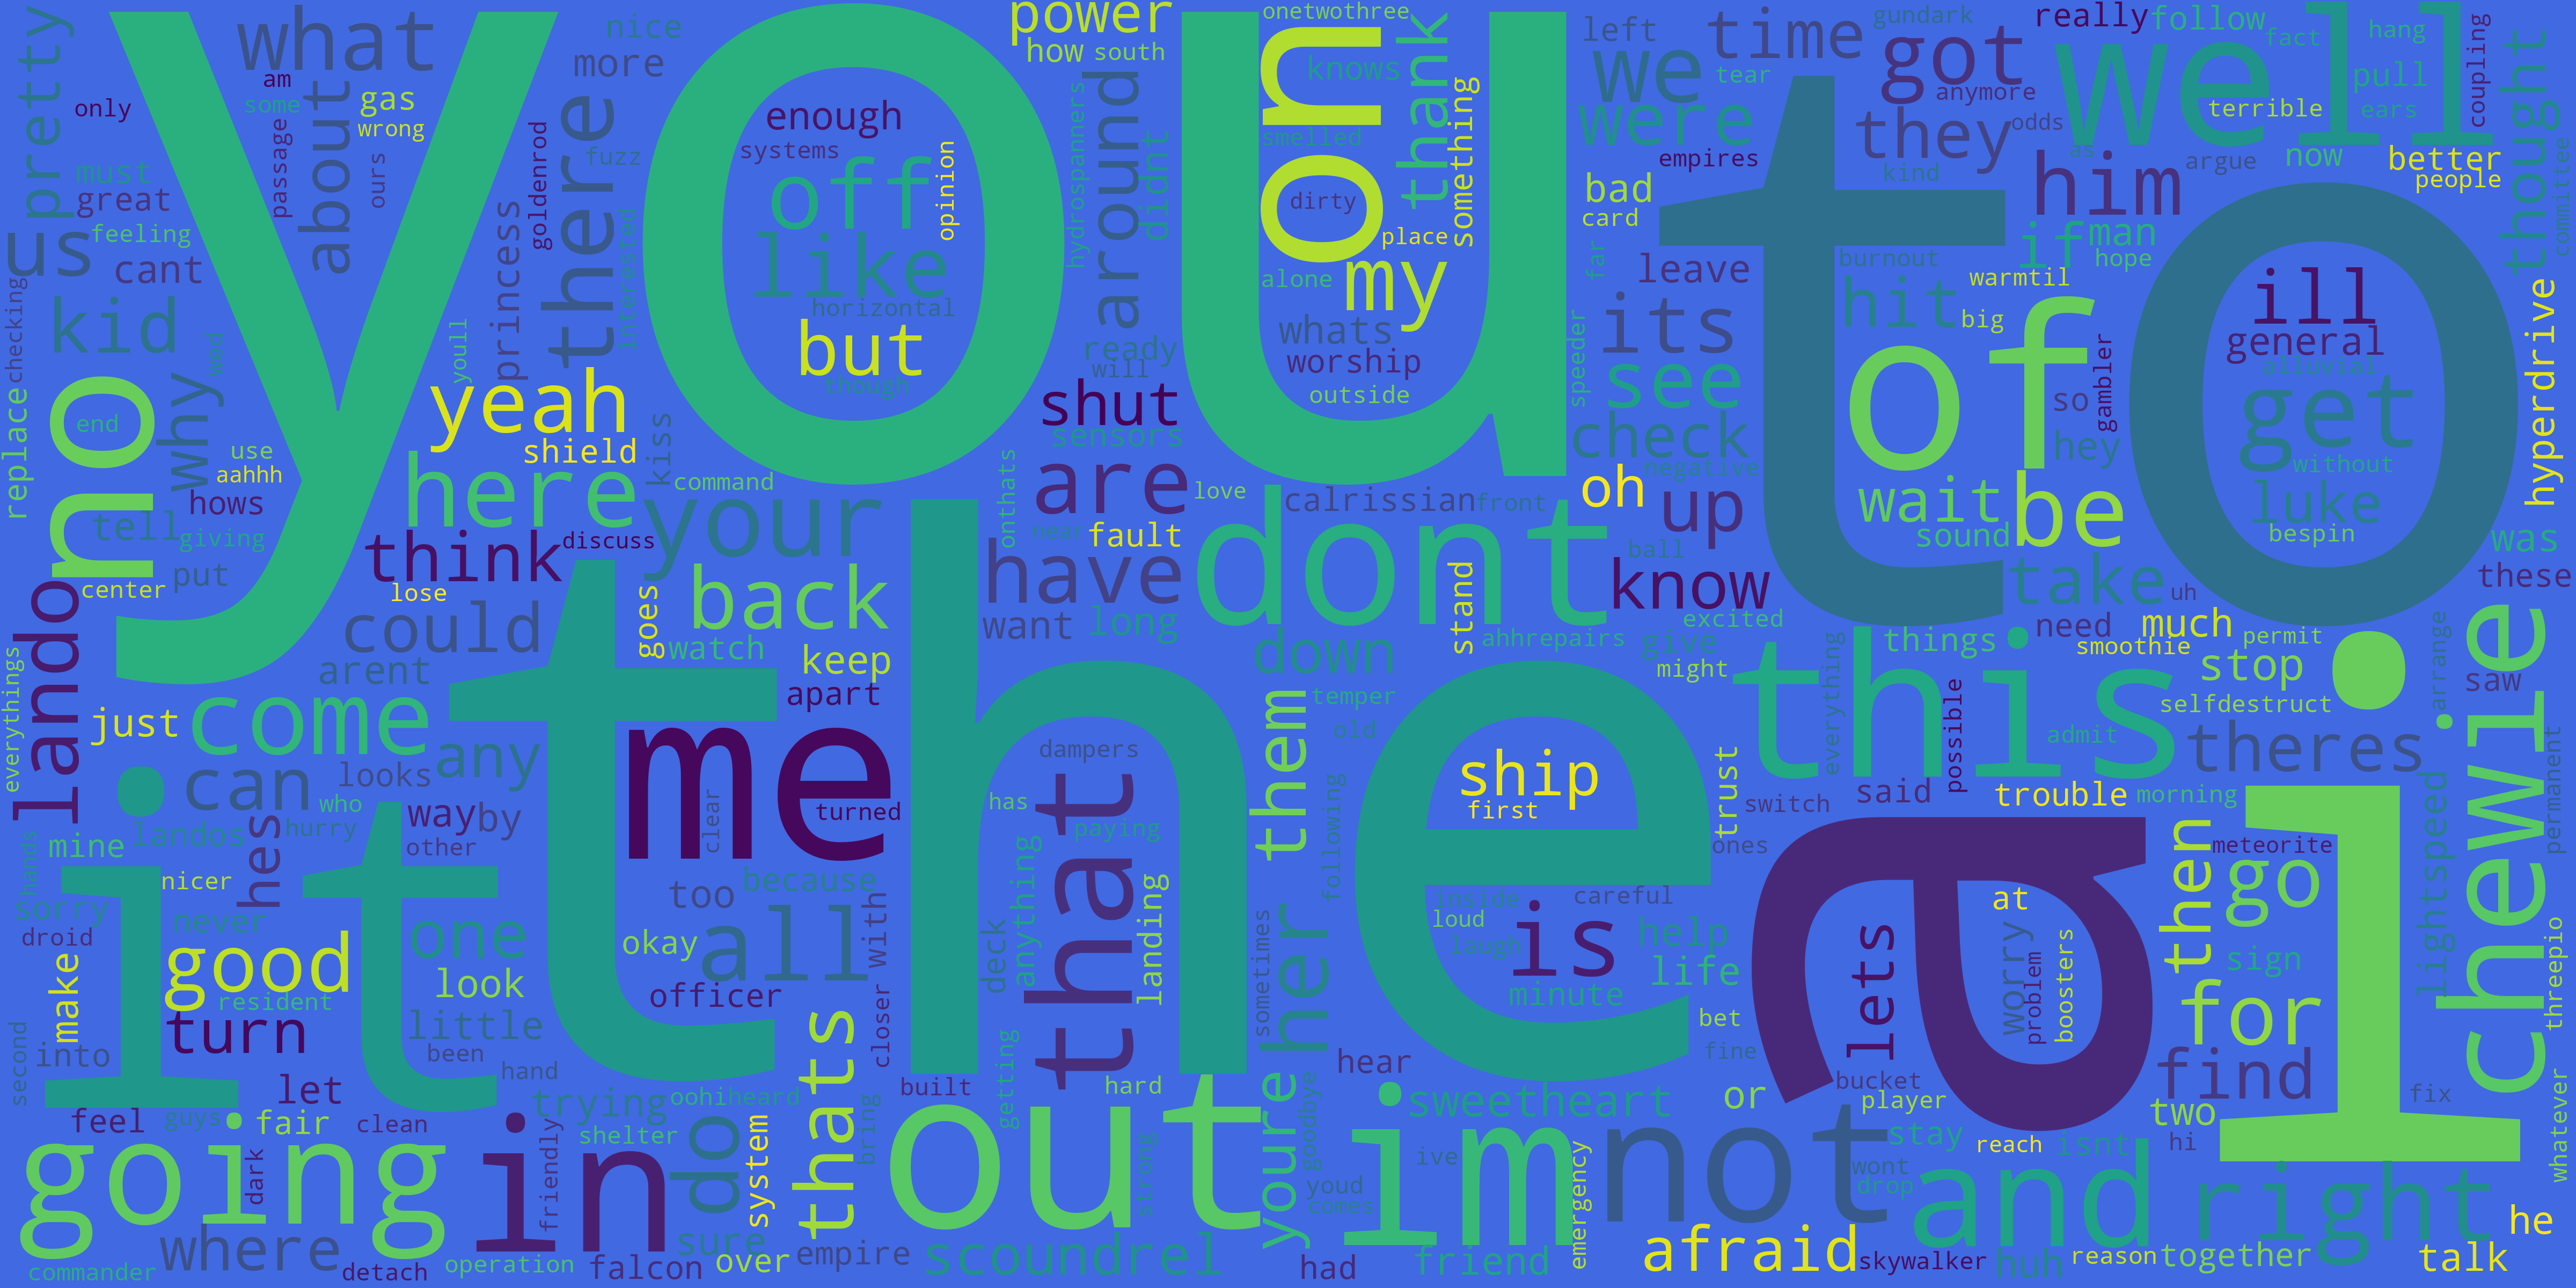 you
to
the
i
a
it
me
this
on
of
well
dont
chewie
that
out
going
in
im
not
and
right
no
here
your
back
come
there
what
about
around
have
are
off
like
but
yeah
get
ill
be
all
good
thats
for
go
we
were
time
got
they
him
thought
thank
my
its
see
check
hit
wait
take
up
know
oh
down
them
ship
is
her
youre
do
where
scoundrel
sweetheart
afraid
find
then
theres
lando
could
can
any
think
why
kid
us
pretty
shut
just
one
turn
hes
power
how
south
onetwothree
knows
smelled
something
dirty
place
alone
whats
worship
outside
left
gundark
really
follow
fact
hang
pull
ears
coupling
terrible
tear
anymore
odds
as
argue
now
better
people
committee
empires
kind
bad
card
if
man
hope
far
speeder
leave
burnout
warmtil
big
general
alluvial
luke
without
bespin
so
hey
gambler
hyperdrive
sound
negative
was
these
nice
more
fuzz
goldenrod
princess
interested
enough
systems
opinion
horizontal
though
hydrospanners
didnt
ready
will
sensors
am
only
some
gas
wrong
ours
passage
must
great
feeling
cant
checking
replace
wed
youll
end
use
aahhh
hows
tell
giving
center
put
lose
discuss
shield
kiss
command
goes
watch
keep
apart
arent
looks
way
by
who
hurry
other
landos
mine
everythings
hands
sorry
nicer
never
droid
resident
make
look
little
been
hand
into
second
let
feel
guys
fair
clean
dark
friendly
trying
oohiheard
shelter
commander
detach
operation
falcon
sure
system
over
empire
bring
turned
clear
too
because
okay
officer
with
closer
built
deck
anything
landing
has
paying
dampers
getting
hard
strong
want
long
near
fault
onthats
love
calrissian
front
stand
ahhrepairs
ball
excited
give
might
temper
old
following
first
inside
loud
laugh
careful
minute
help
life
bet
fine
trust
ones
sometimes
hear
goodbye
ive
youd
comes
had
friend
emergency
or
things
everything
possible
admit
need
much
smoothie
permit
uh
stop
selfdestruct
saw
arrange
switch
said
trouble
morning
meteorite
permanent
lightspeed
at
worry
problem
boosters
lets
sign
threepio
bucket
player
stay
reach
isnt
wont
drop
two
hi
fix
whatever
skywalker
huh
reason
together
he
talk